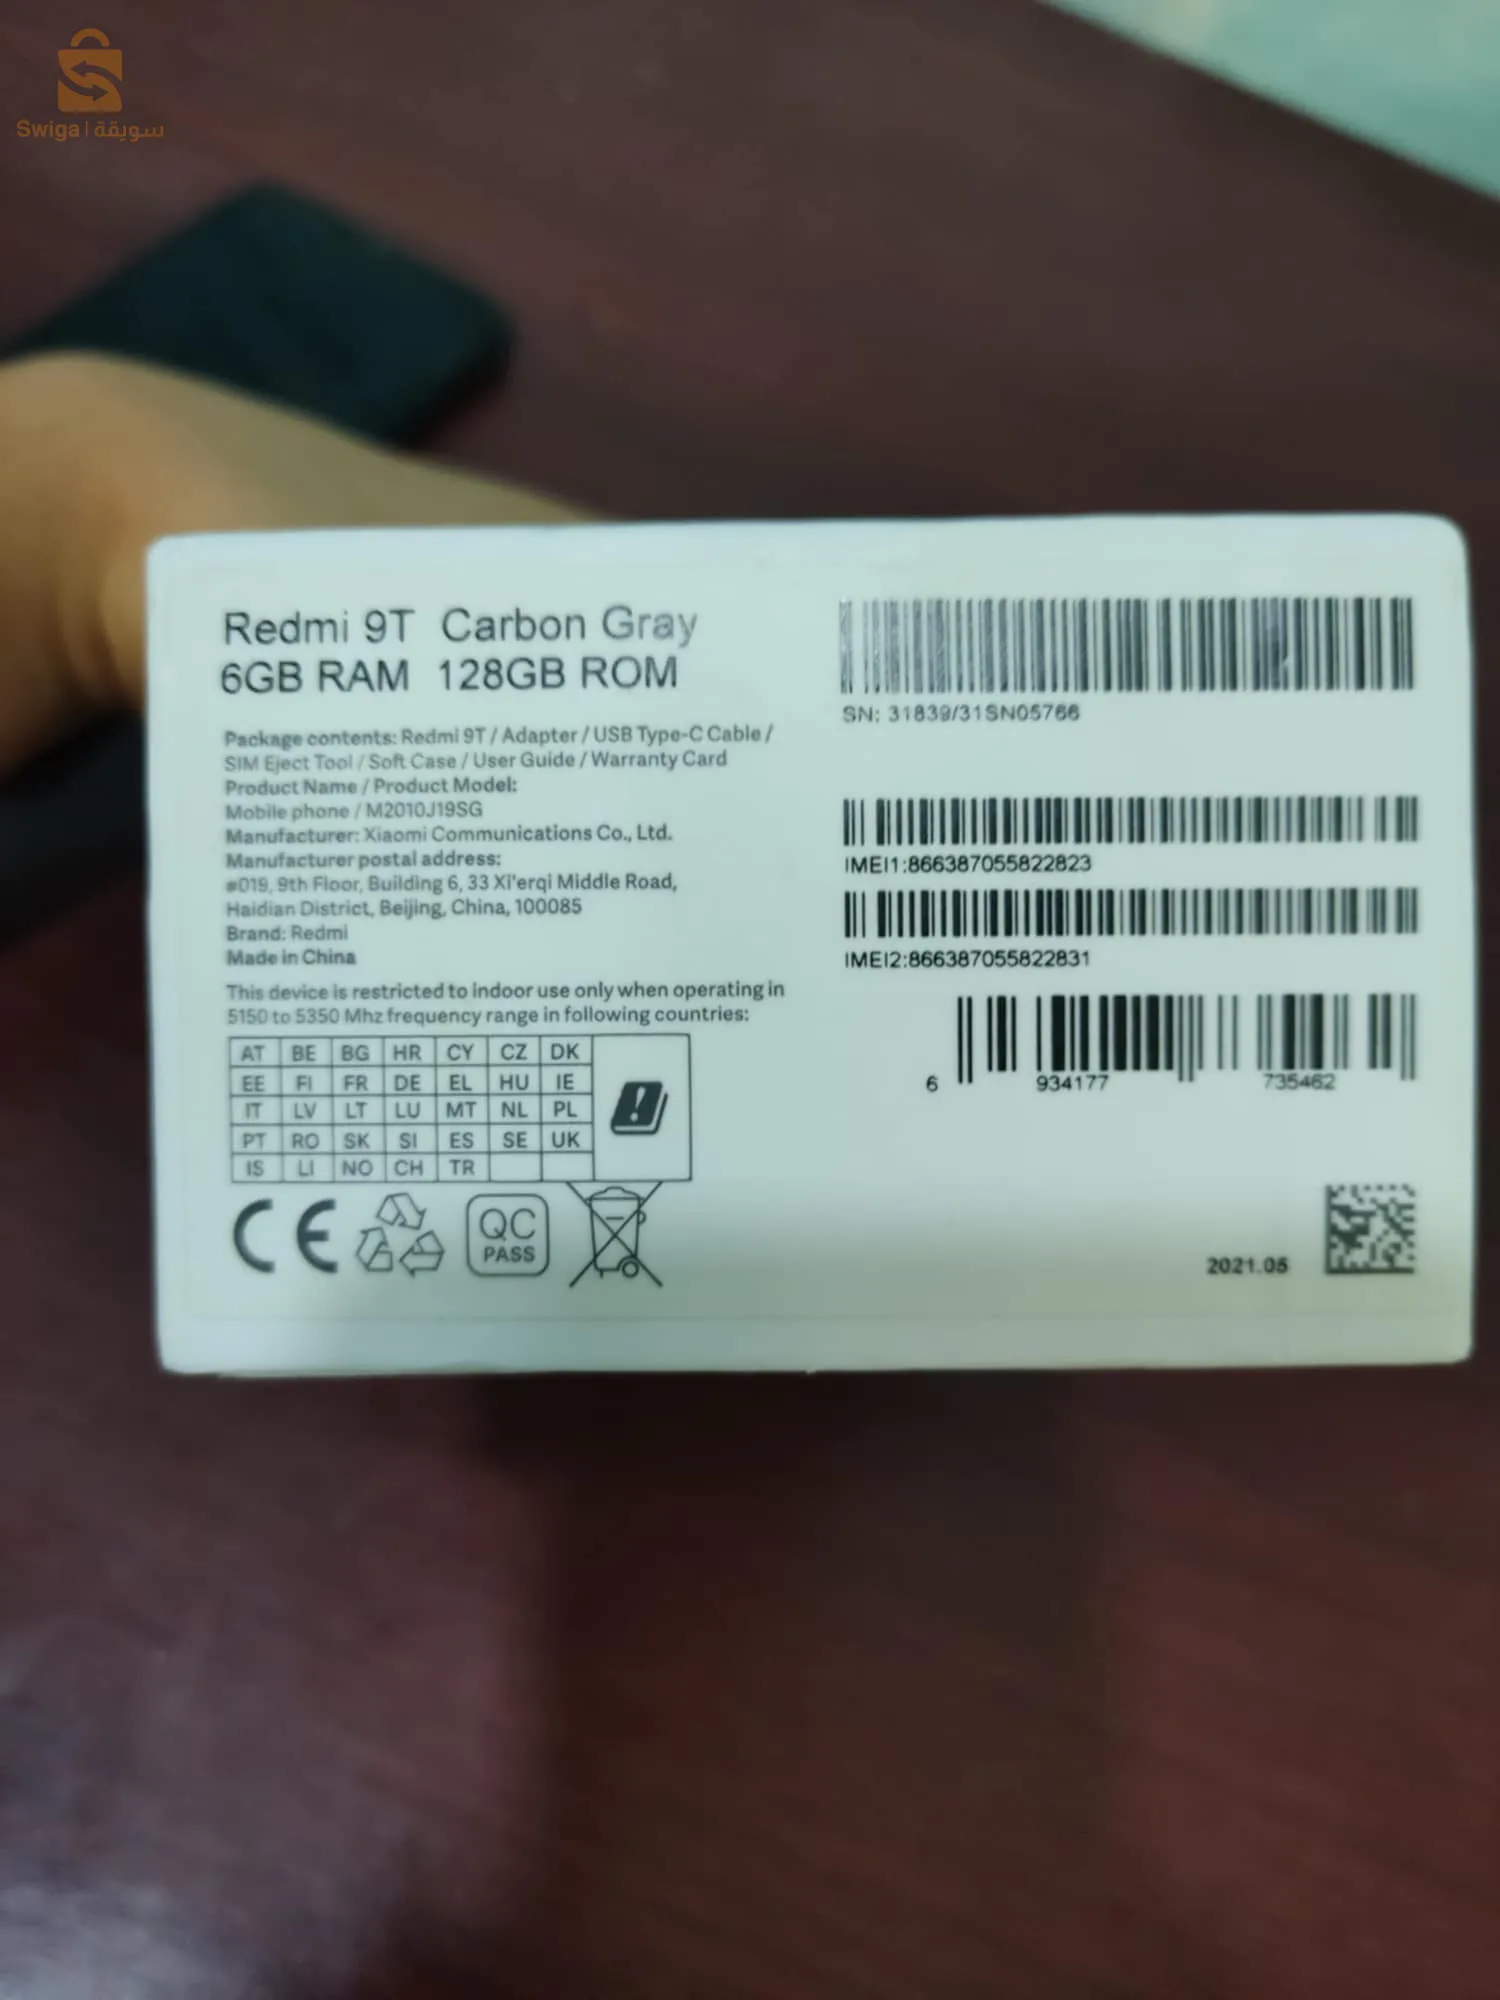 Swiga | سويقة
Redmi 9T Carbon Gray
6GB RAM 128GB ROM
Package contents: Redmi 9T / Adapter / USB Type-C Cable /
SIM Eject Tool / Soft Case / User Guide / Warranty Card
Product Name / Product Model:
Mobile phone / M2010J19SG
Manufacturer: Xiaomi Communications Co., Ltd.
Manufacturer postal address:
#019, 9th Floor, Building 6, 33 Xi'erqi Middle Road,
Haidian District, Beijing, China, 100085
Brand: Redmi
Made in China
This device is restricted to indoor use only when operating in
5150 to 5350 Mhz frequency range in following countries:
AT BE BG HR CY CZ DK
EE FI FR DE EL HU IE
IT LV LT LU MT NL PL
PT RO SK SI ES SE UK
IS LI NO CH TR
CE
QC
PASS
SN: 31839/31SN05766
IMEI1:866387055822823
IMEI2:866387055822831
6 934177 735462
2021.05